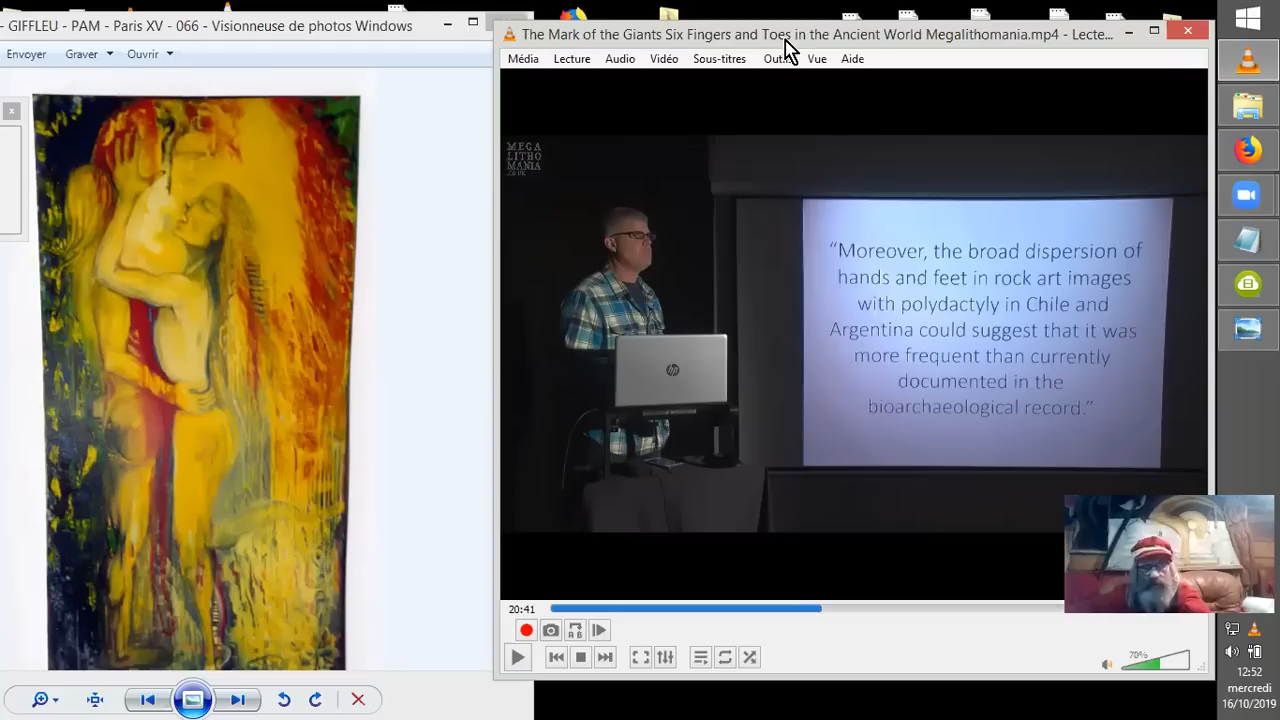 GIFFLEU - PAM - Paris XV - 066 - Visionneuse de photos Windows
Envoyer Graver Ouvrir
The Mark of the Giants Six Fingers and Toes in the Ancient World Megalithomania.mp4 - Lecte...
Média Lecture Audio Vidéo Sous-titres Vue Aide
MEGA
LITHO
MANIA
.CO.UK
“Moreover, the broad dispersion of
hands and feet in rock art images
with polydactyly in Chile and
Argentina could suggest that it was
more frequent than currently
documented in the
bioarchaeological record.”
hp
20:41
A B
70%
12:52
mercredi
16/10/2019